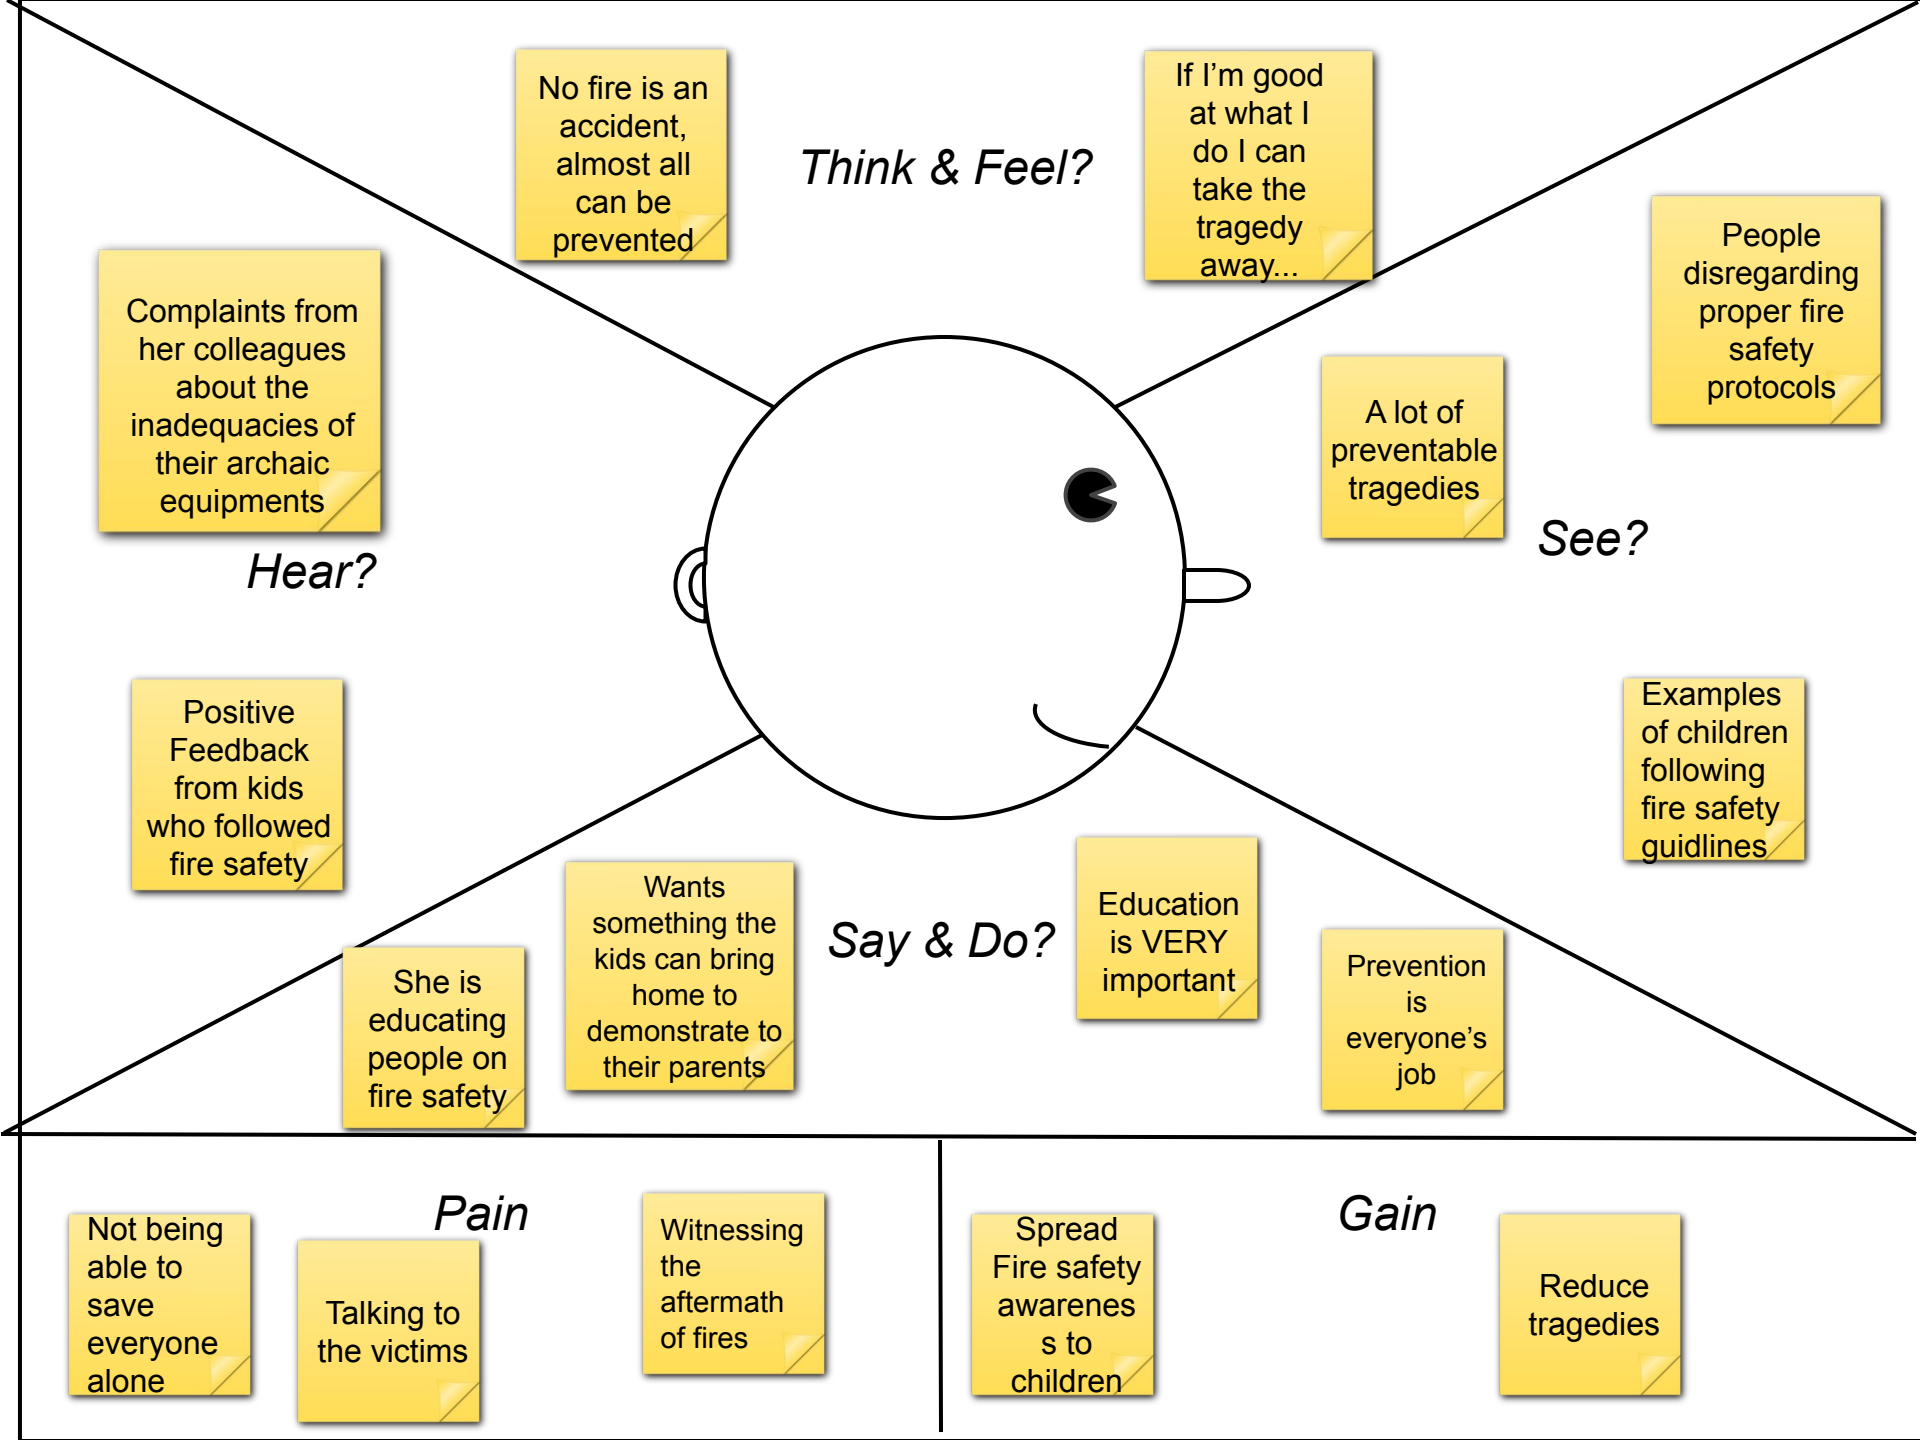 No fire is an
accident,
almost all
can be
prevented
Think & Feel?
If I'm good
at what I
do I can
take the
tragedy
away...
People
disregarding
proper fire
safety
protocols
Complaints from
her colleagues
about the
inadequacies of
their archaic
equipments
Hear?
A lot of
preventable
tragedies
See?
Positive
Feedback
from kids
who followed
fire safety
Examples
of children
following
fire safety
guidlines
She is
educating
people on
fire safety
Wants
something the
kids can bring
home to
demonstrate to
their parents
Say & Do?
Education
is VERY
important
Prevention
is
everyone's
job
Pain
Not being
able to
save
everyone
alone
Talking to
the victims
Witnessing
the
aftermath
of fires
Gain
Spread
Fire safety
awarenes
s to
children
Reduce
tragedies